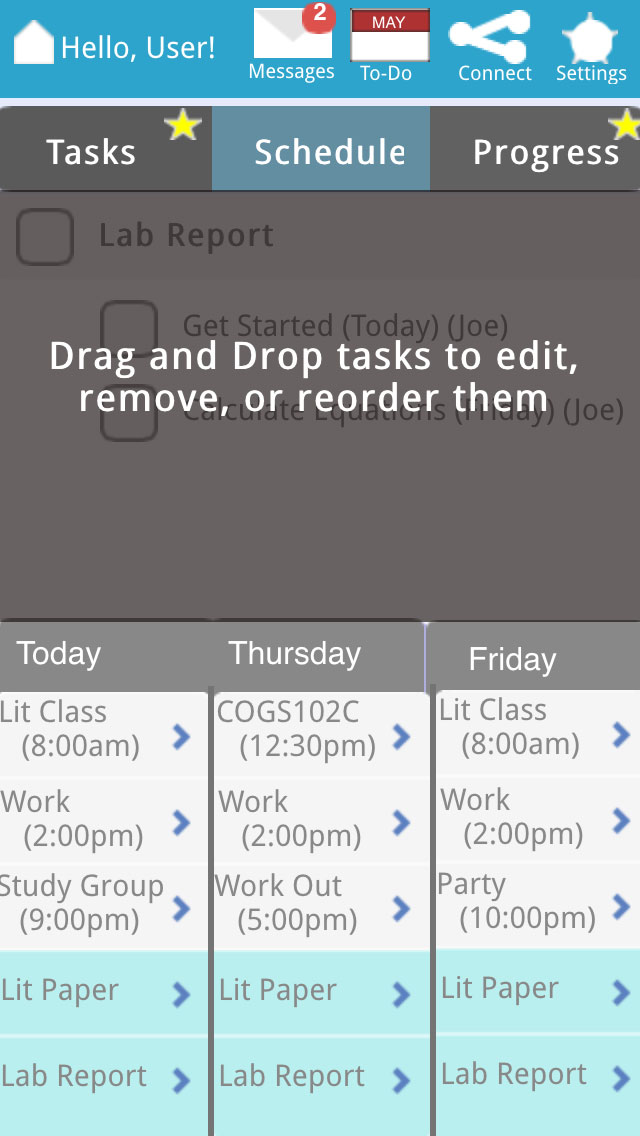 Hello, User!
2
Messages
MAY
To-Do
Connect
Settings
Tasks
Schedule
Progress
Lab Report
Get Started (Today) (Joe)
Drag and Drop tasks to edit,
remove, or reorder them
Calculate Equations (Friday) (Joe)
Today
Thursday
Friday
Lit Class
(8:00am)
COGS102C
(12:30pm)
Lit Class
(8:00am)
Work
(2:00pm)
Work
(2:00pm)
Work
(2:00pm)
Study Group
(9:00pm)
Work Out
(5:00pm)
Party
(10:00pm)
Lit Paper
Lit Paper
Lit Paper
Lab Report
Lab Report
Lab Report